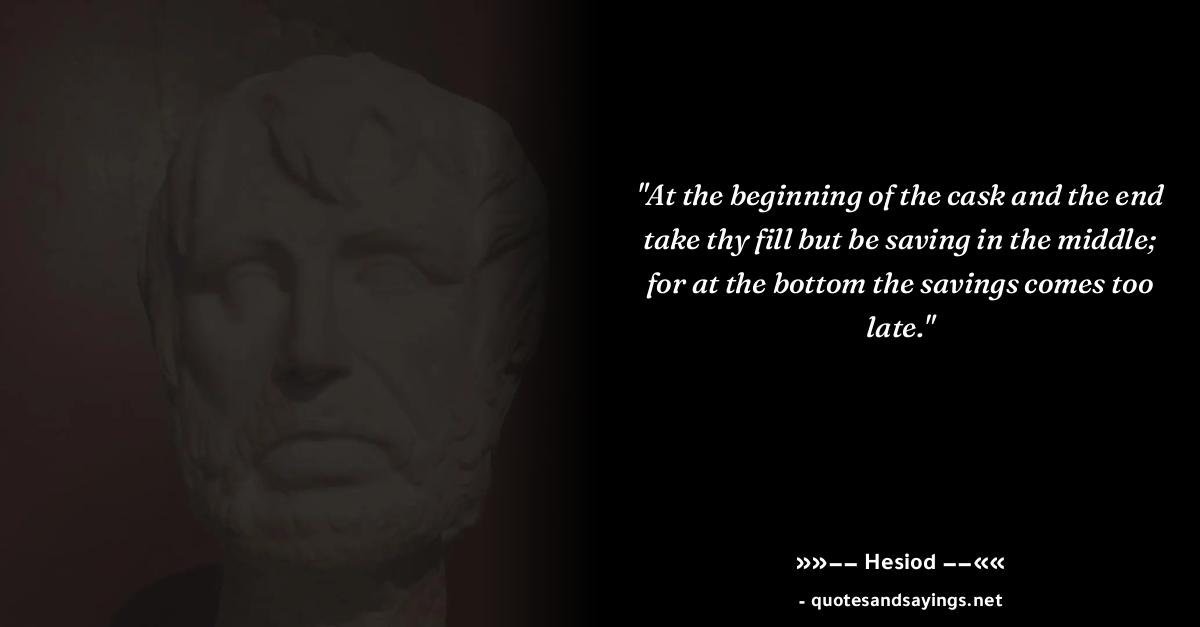 "At the beginning of the cask and the end
take thy fill but be saving in the middle;
for at the bottom the savings comes too
late."
»»−− Hesiod −−««
- quotesandsayings.net